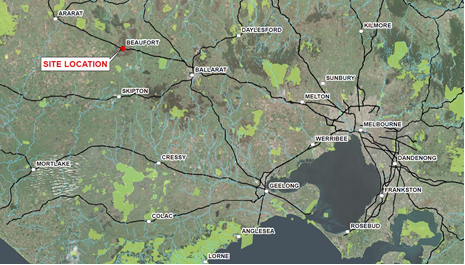 ARARAT
KILMORE
DAYLESFORD
BEAUFORT
SITE LOCATION
BALLARAT
SUNBURY
SKIPTON
MELTON
MELBOURNE
WERRIBEE
CRESSY
DANDENONG
MORTLAKE
GEELONG
FRANKSTON
COLAC
ROSEBUD
ANGLESEA
LORNE